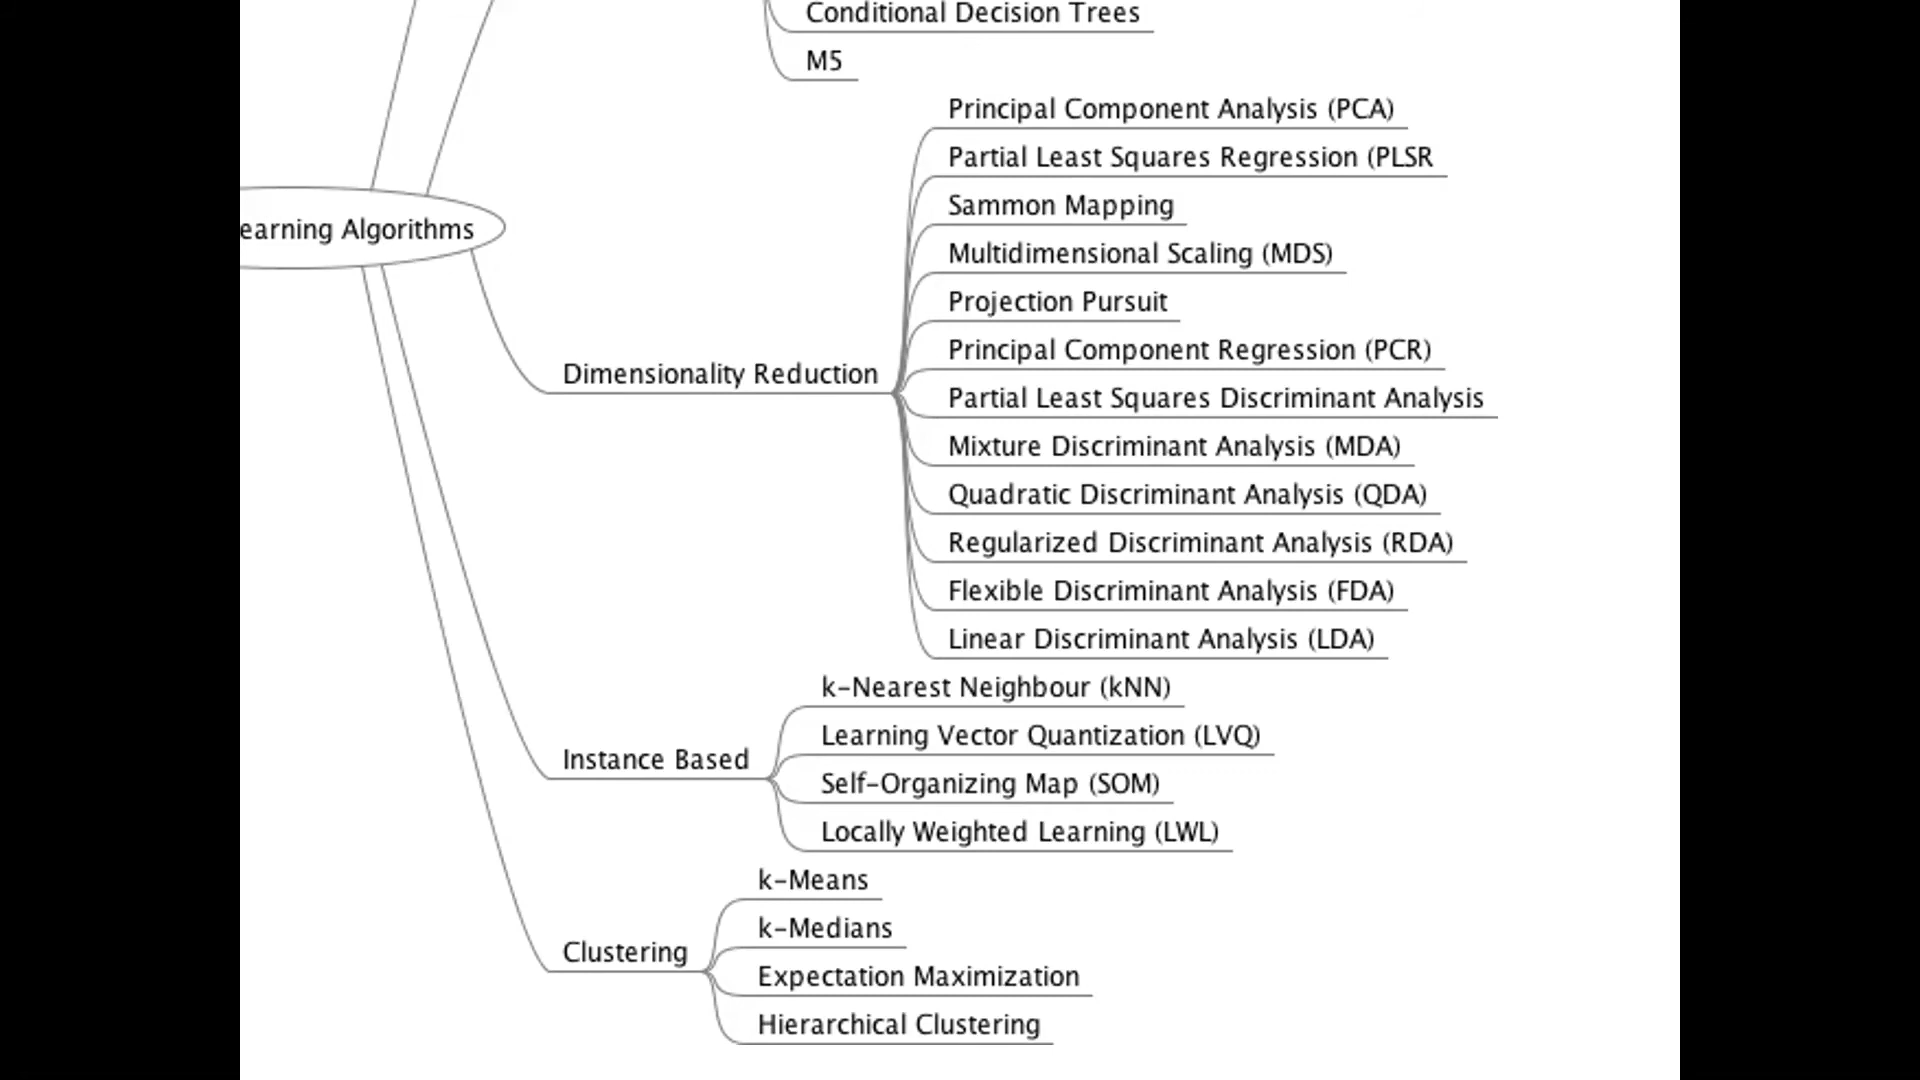 Conditional Decision Trees
M5
Principal Component Analysis (PCA)
Partial Least Squares Regression (PLSR
Sammon Mapping
Multidimensional Scaling (MDS)
Projection Pursuit
Principal Component Regression (PCR)
Partial Least Squares Discriminant Analysis
Mixture Discriminant Analysis (MDA)
Quadratic Discriminant Analysis (QDA)
Regularized Discriminant Analysis (RDA)
Flexible Discriminant Analysis (FDA)
Linear Discriminant Analysis (LDA)
earning Algorithms
Dimensionality Reduction
k-Nearest Neighbour (kNN)
Learning Vector Quantization (LVQ)
Self-Organizing Map (SOM)
Locally Weighted Learning (LWL)
Instance Based
k-Means
k-Medians
Expectation Maximization
Hierarchical Clustering
Clustering